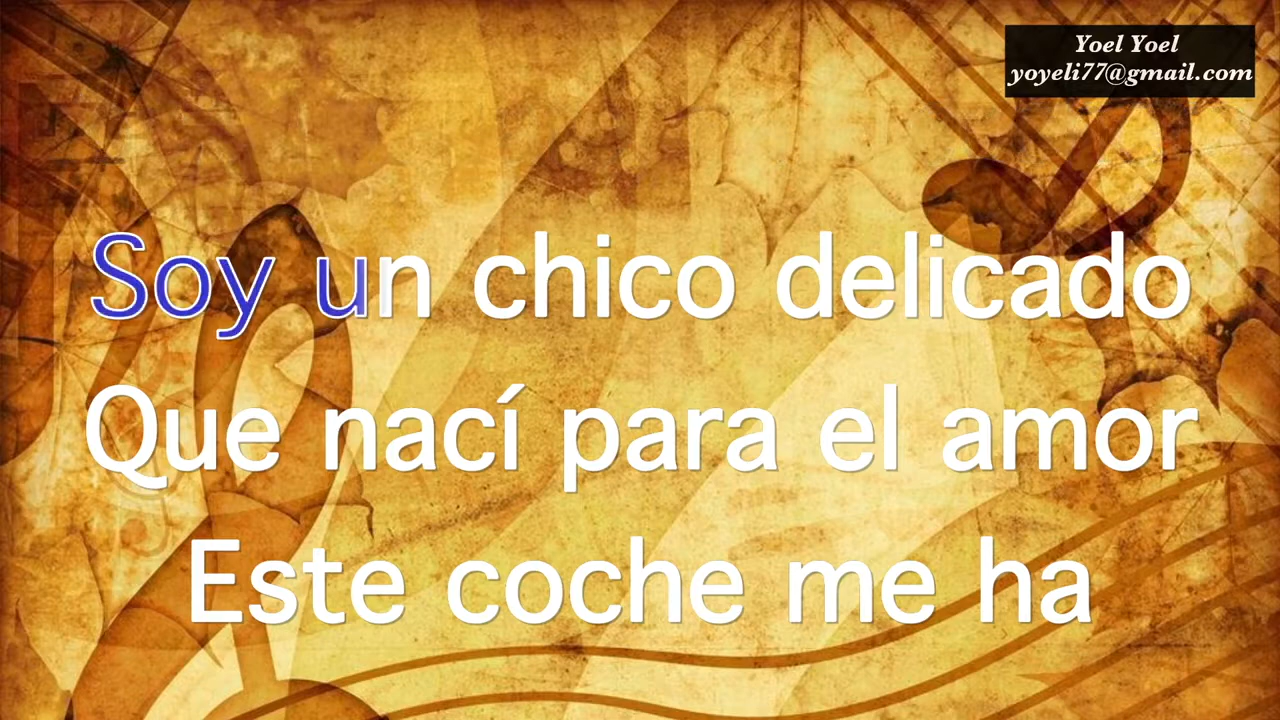 Yoel Yoel
yoyeli77@gmail.com
Soy un chico delicado
Que nací para el amor
Este coche me ha